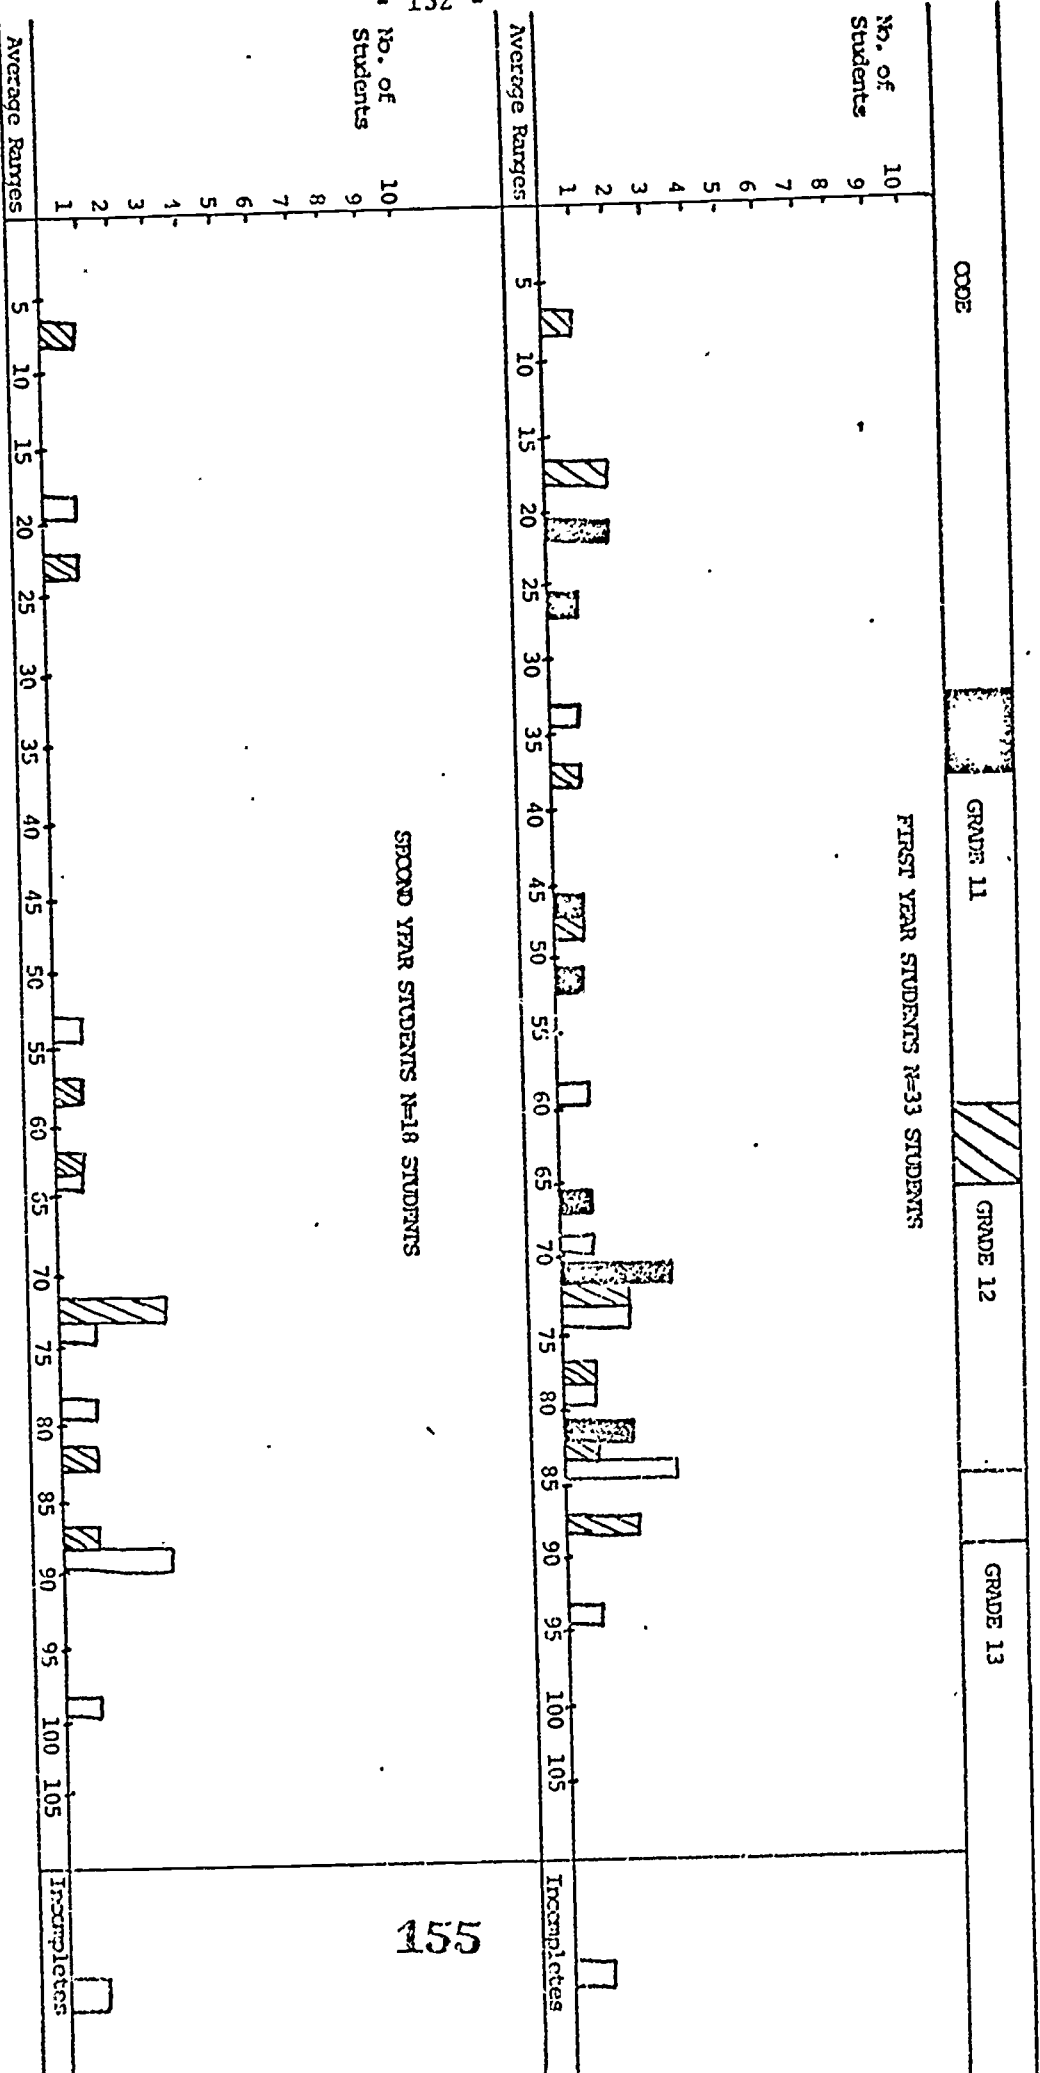 - 132 -
CODE
GRADE 11
GRADE 12
GRADE 13
FIRST YEAR STUDENTS N=33 STUDENTS
No. of
Students
10
9
8
7
6
5
4
3
2
1
Average Ranges
5 10 15 20 25 30 35 40 45 50 55 60 65 70 75 80 85 90 95 100 105
Incompletes
SECOND YEAR STUDENTS N=18 STUDENTS
No. of
Students
10
9
8
7
6
5
4
3
2
1
Average Ranges
5 10 15 20 25 30 35 40 45 50 55 60 65 70 75 80 85 90 95 100 105
Incompletes
155